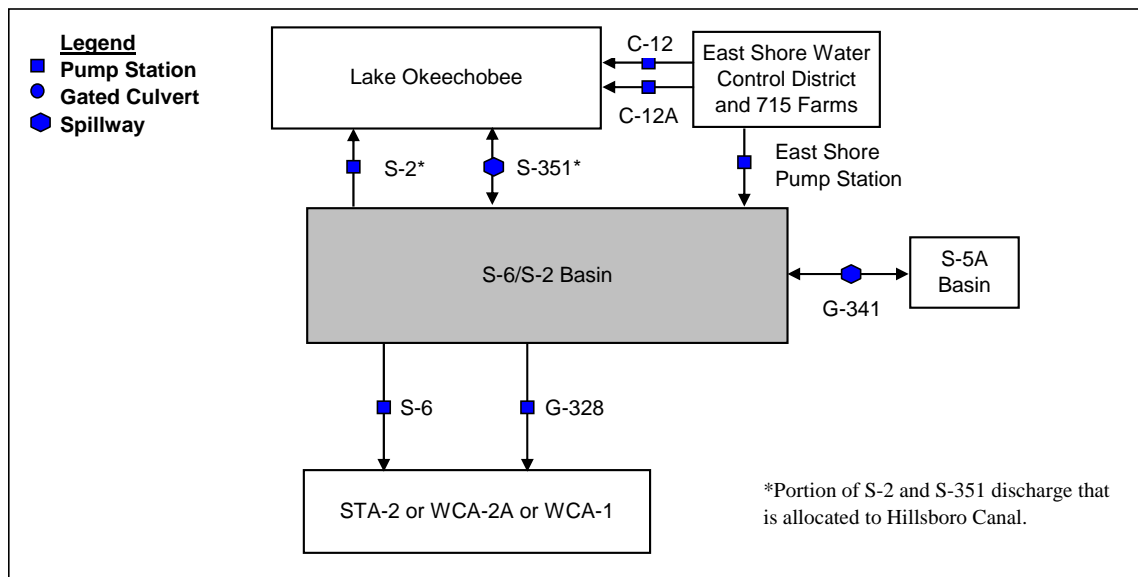 Legend
Pump Station
Gated Culvert
Spillway
Lake Okeechobee
C-12
C-12A
East Shore Water
Control District
and 715 Farms
S-2*
S-351*
East Shore
Pump Station
S-6/S-2 Basin
G-341
S-5A
Basin
S-6
G-328
STA-2 or WCA-2A or WCA-1
*Portion of S-2 and S-351 discharge that
is allocated to Hillsboro Canal.